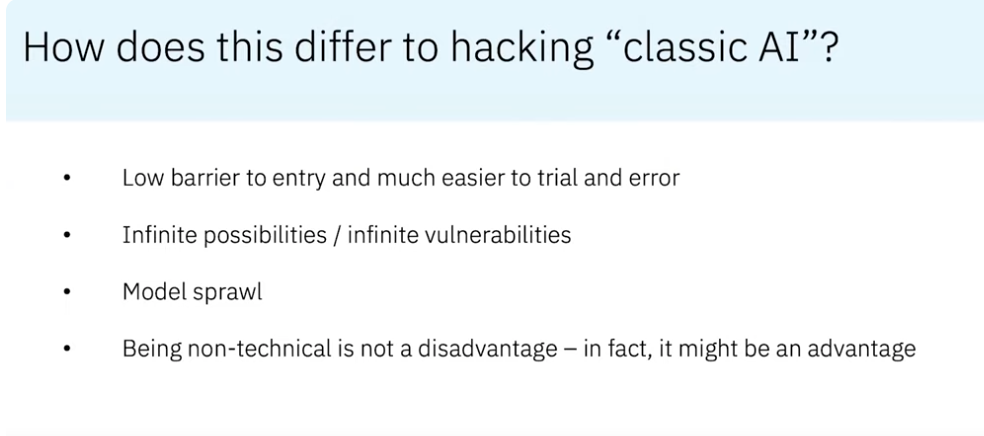 How does this differ to hacking “classic AI”?
• Low barrier to entry and much easier to trial and error
• Infinite possibilities / infinite vulnerabilities
• Model sprawl
• Being non-technical is not a disadvantage – in fact, it might be an advantage